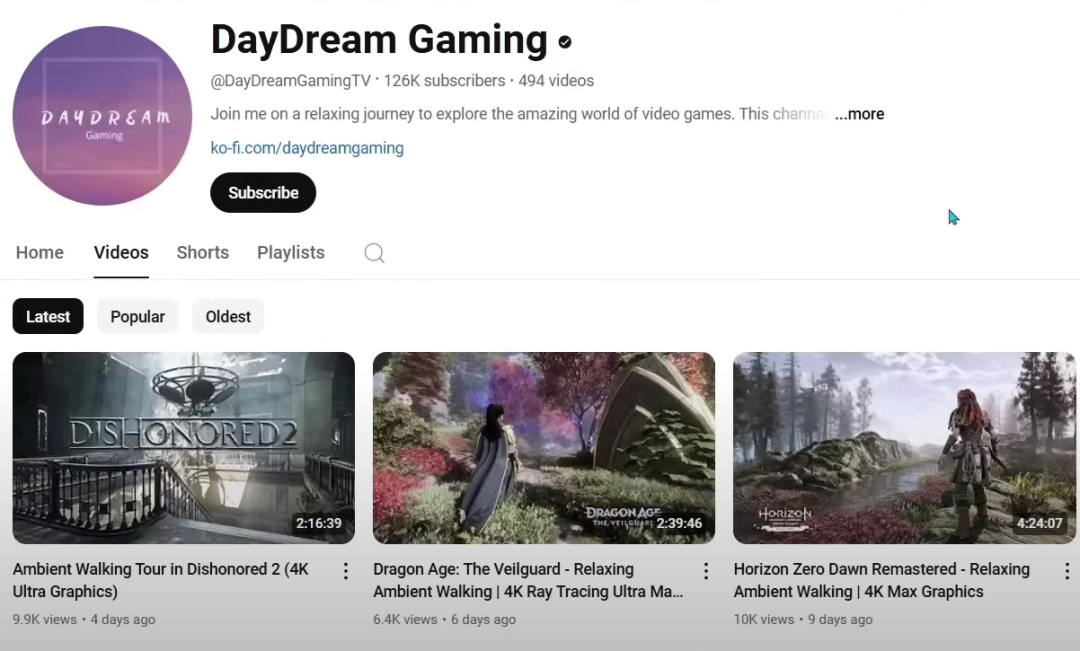 DAYDREAM
Gaming
DayDream Gaming
@DayDreamGamingTV · 126K subscribers · 494 videos
Join me on a relaxing journey to explore the amazing world of video games. This channel ...more
ko-fi.com/daydreamgaming
Subscribe
Home Videos Shorts Playlists
Latest Popular Oldest
DISHONORED 2
2:16:39
DRAGON AGE
THE VEILGUARD
2:39:46
HORIZON
4:24:07
Ambient Walking Tour in Dishonored 2 (4K
Ultra Graphics)
9.9K views • 4 days ago
Dragon Age: The Veilguard - Relaxing
Ambient Walking | 4K Ray Tracing Ultra Ma...
6.4K views • 6 days ago
Horizon Zero Dawn Remastered - Relaxing
Ambient Walking | 4K Max Graphics
10K views • 9 days ago